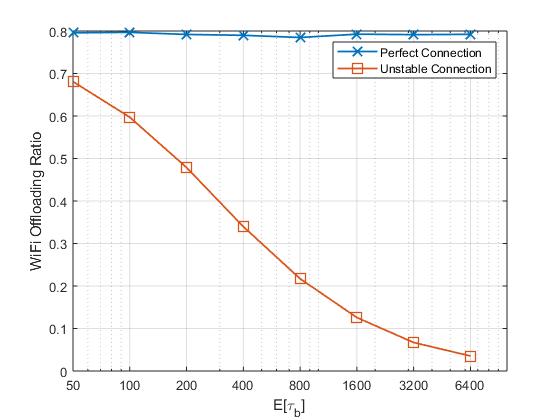 0.8
0.7
0.6
0.5
0.4
0.3
0.2
0.1
0
WiFi Offloading Ratio
Perfect Connection
Unstable Connection
50 100 200 400 800 1600 3200 6400
E[τb]